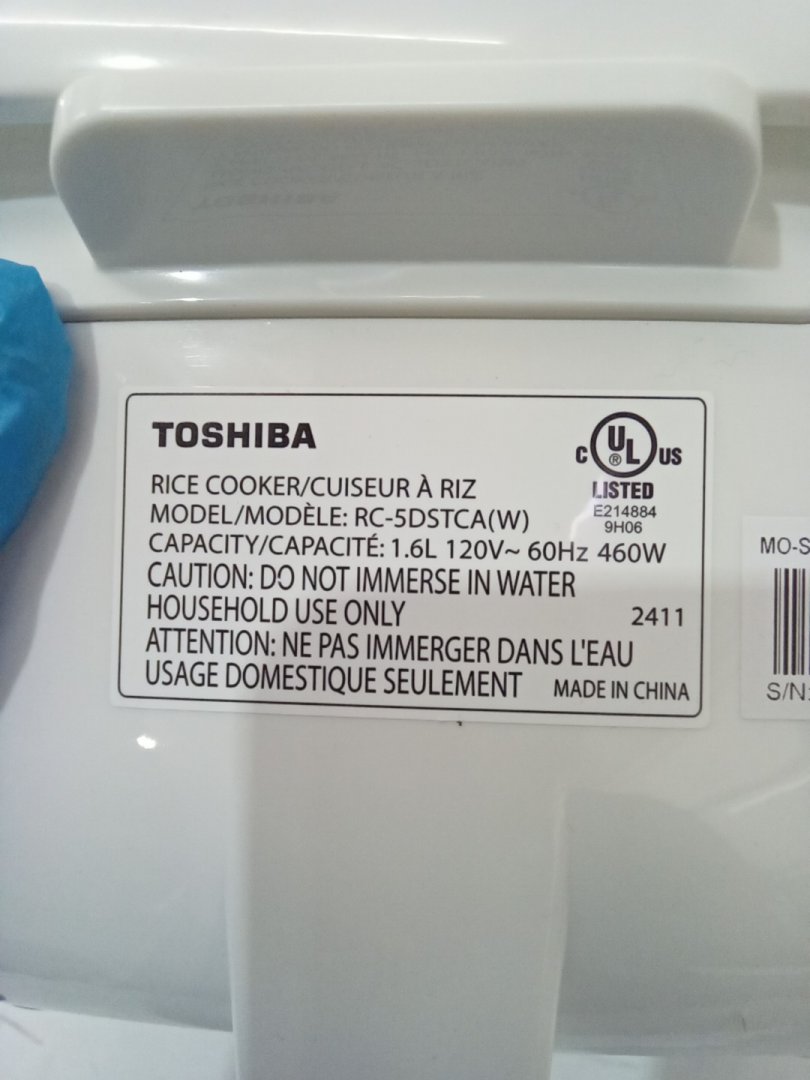 TOSHIBA
C UL US
®
LISTED
E214884
9H06
RICE COOKER/CUISEUR À RIZ
MODEL/MODÈLE: RC-5DSTCA(W)
CAPACITY/CAPACITÉ: 1.6L 120V~ 60Hz 460W
CAUTION: DO NOT IMMERSE IN WATER
HOUSEHOLD USE ONLY
2411
ATTENTION: NE PAS IMMERGER DANS L'EAU
USAGE DOMESTIQUE SEULEMENT MADE IN CHINA
MO-S
S/N: